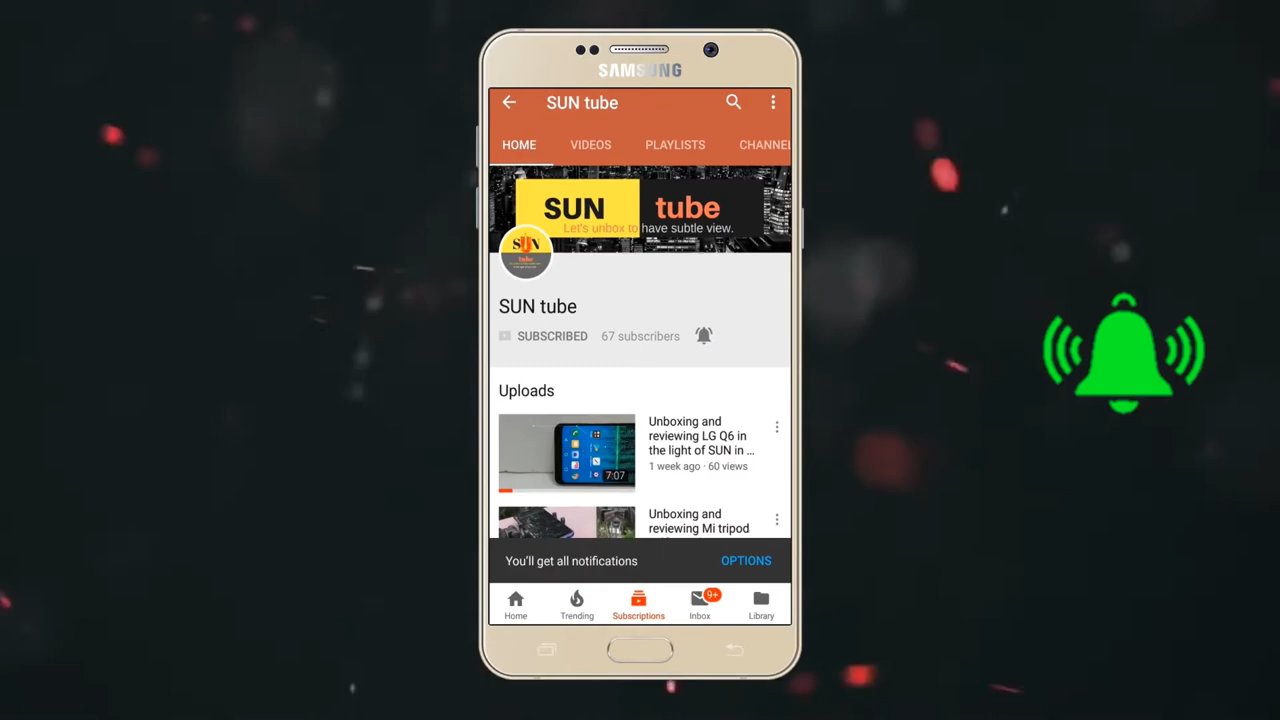 SAMSUNG
SUN tube
HOME VIDEOS PLAYLISTS CHANNEL
SUN tube
Let's unbox to have subtle view.
SUN
tube
SUN tube
SUBSCRIBED 67 subscribers
Uploads
Unboxing and
reviewing LG Q6 in
the light of SUN in ...
1 week ago · 60 views
7:07
Unboxing and
reviewing Mi tripod
You'll get all notifications OPTIONS
9+
Home Trending Subscriptions Inbox Library